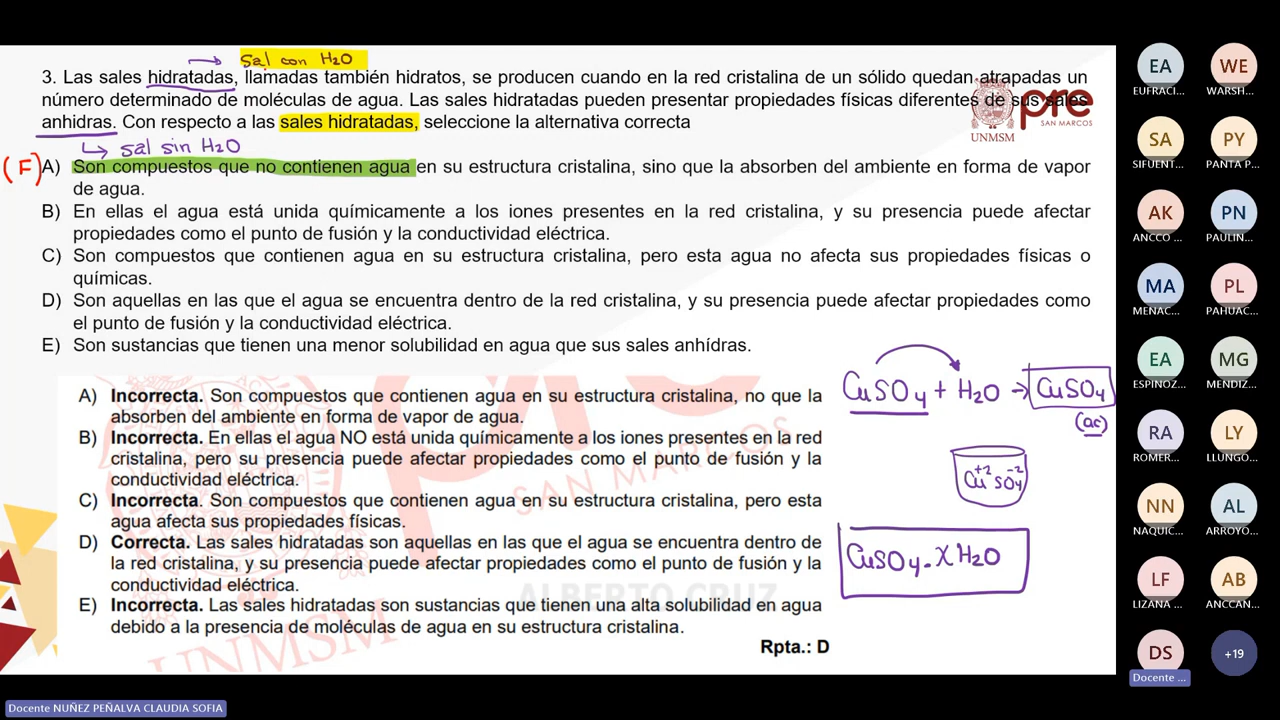 Sal con H₂O
3. Las sales hidratadas, llamadas también hidratos, se producen cuando en la red cristalina de un sólido quedan atrapadas un
número determinado de moléculas de agua. Las sales hidratadas pueden presentar propiedades físicas diferentes de sus sales
anhidras. Con respecto a las sales hidratadas, seleccione la alternativa correcta
pre
SAN MARCOS
UNMSM
↳ sal sin H₂O
(F) A) Son compuestos que no contienen agua en su estructura cristalina, sino que la absorben del ambiente en forma de vapor
de agua.
B) En ellas el agua está unida químicamente a los iones presentes en la red cristalina, y su presencia puede afectar
propiedades como el punto de fusión y la conductividad eléctrica.
C) Son compuestos que contienen agua en su estructura cristalina, pero esta agua no afecta sus propiedades físicas o
químicas.
D) Son aquellas en las que el agua se encuentra dentro de la red cristalina, y su presencia puede afectar propiedades como
el punto de fusión y la conductividad eléctrica.
E) Son sustancias que tienen una menor solubilidad en agua que sus sales anhídras.
A) Incorrecta. Son compuestos que contienen agua en su estructura cristalina, no que la
absorben del ambiente en forma de vapor de agua.
B) Incorrecta. En ellas el agua NO está unida químicamente a los iones presentes en la red
cristalina, pero su presencia puede afectar propiedades como el punto de fusión y la
conductividad eléctrica.
C) Incorrecta. Son compuestos que contienen agua en su estructura cristalina, pero esta
agua afecta sus propiedades físicas.
D) Correcta. Las sales hidratadas son aquellas en las que el agua se encuentra dentro de
la red cristalina, y su presencia puede afectar propiedades como el punto de fusión y la
conductividad eléctrica.
E) Incorrecta. Las sales hidratadas son sustancias que tienen una alta solubilidad en agua
debido a la presencia de moléculas de agua en su estructura cristalina.
Rpta.: D
SAN MARCOS
ALBERTO CRUZ
UNMSM
CuSO₄ + H₂O → CuSO₄
(ac)
Cu⁺² SO₄⁻²
CuSO₄.XH₂O
EA WE
EUFRACI... WARSH...
SA PY
SIFUENT... PANTA P...
AK PN
ANCCO ... PAULIN...
MA PL
MENAC... PAHUAC...
EA MG
ESPINOZ... MENDIZ...
RA LY
ROMER... LLUNGO...
NN AL
NAQUIC... ARROYO...
LF AB
LIZANA ... ANCCAN...
DS +19
Docente ...
Docente NUÑEZ PEÑALVA CLAUDIA SOFIA